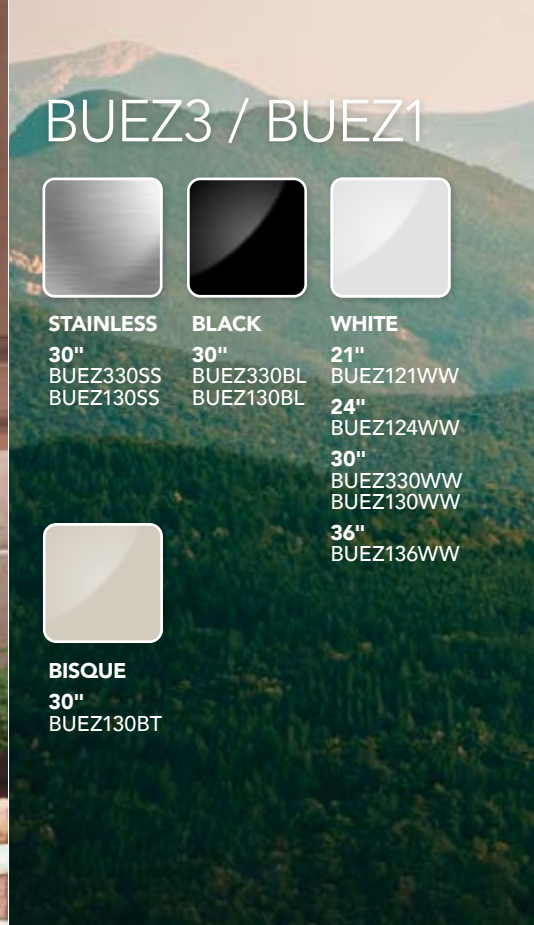 BUEZ3 / BUEZ1
STAINLESS
30"
BUEZ330SS
BUEZ130SS
BLACK
30"
BUEZ330BL
BUEZ130BL
WHITE
21"
BUEZ121WW
24"
BUEZ124WW
30"
BUEZ330WW
BUEZ130WW
36"
BUEZ136WW
BISQUE
30"
BUEZ130BT